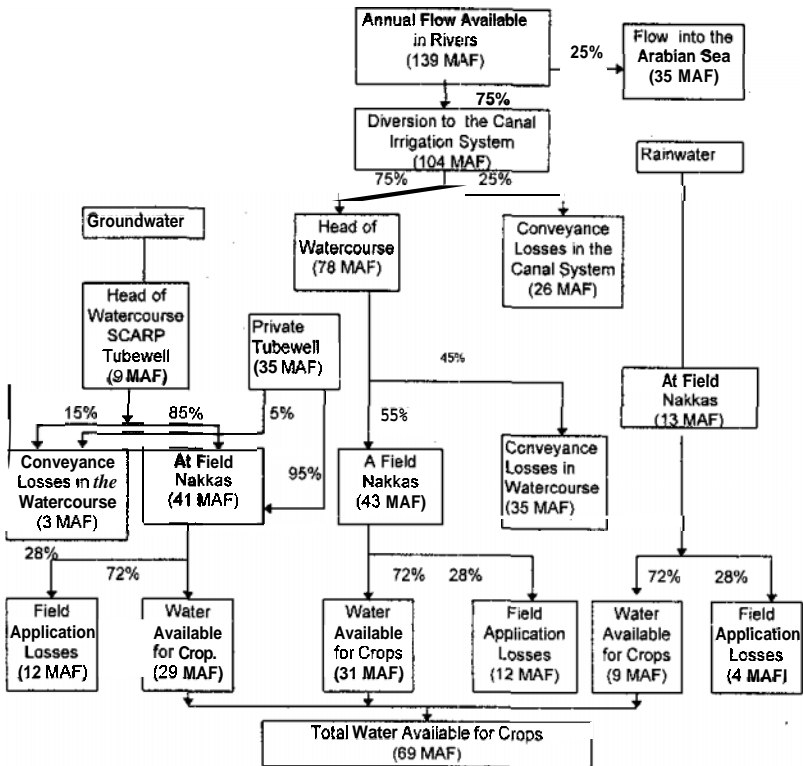 Annual Flow Available
in Rivers
(139 MAF)
25%
Flow into the
Arabian Sea
(35 MAF)
75%
Diversion to the Canal
Irrigation System
(104 MAF)
Rainwater
75%
25%
Groundwater
Head of
Watercourse
(78 MAF)
Conveyance
Losses in the
Canal System
(26 MAF)
Head of
Watercourse
SCARP
Tubewell
(9 MAF)
Private
Tubewell
(35 MAF)
45%
At Field
Nakkas
(13 MAF)
15%
85%
5%
55%
Conveyance
Losses in the
Watercourse
(3 MAF)
At Field
Nakkas
(41 MAF)
95%
A Field
Nakkas
(43 MAF)
Conveyance
Losses in
Watercourse
(35 MAF)
28%
72%
72%
28%
72%
28%
Field
Application
Losses
(12 MAF)
Water
Available
for Crop.
(29 MAF)
Water
Available
for Crops
(31 MAF)
Field
Application
Losses
(12 MAF)
Water
Available
for Crops
(9 MAF)
Field
Application
Losses
(4 MAF)
Total Water Available for Crops
(69 MAF)